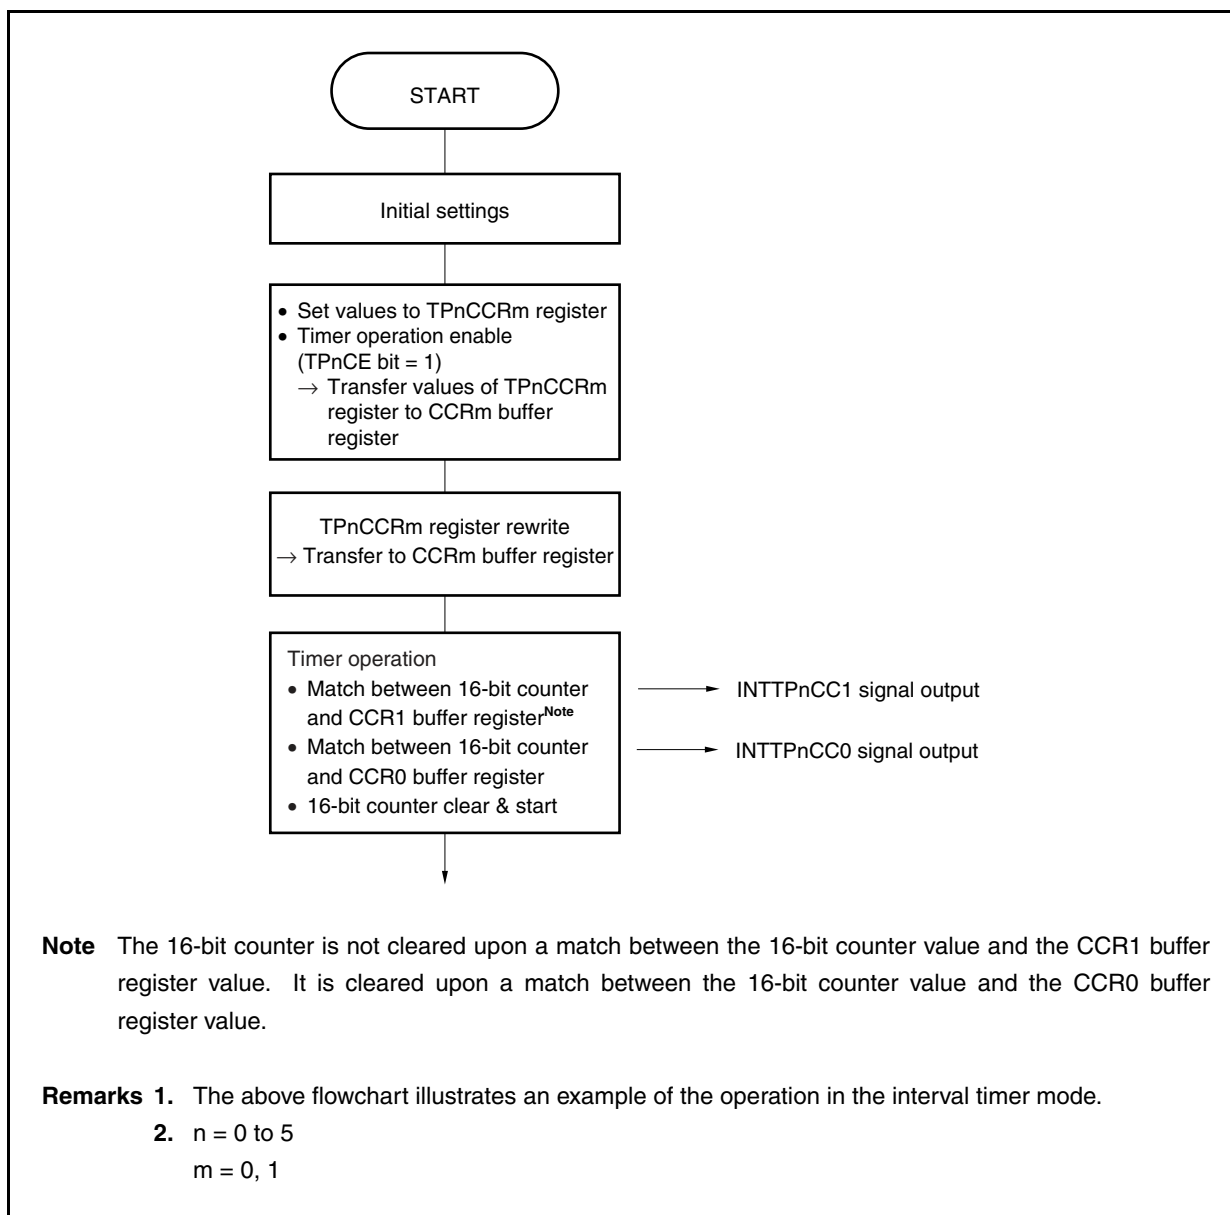 START
Initial settings
• Set values to TPnCCRm register
• Timer operation enable
(TPnCE bit = 1)
→ Transfer values of TPnCCRm
register to CCRm buffer
register
TPnCCRm register rewrite
→ Transfer to CCRm buffer register
Timer operation
• Match between 16-bit counter
and CCR1 buffer registerNote
• Match between 16-bit counter
and CCR0 buffer register
• 16-bit counter clear & start
INTTPnCC1 signal output
INTTPnCC0 signal output
Note The 16-bit counter is not cleared upon a match between the 16-bit counter value and the CCR1 buffer
register value. It is cleared upon a match between the 16-bit counter value and the CCR0 buffer
register value.
Remarks 1. The above flowchart illustrates an example of the operation in the interval timer mode.
2. n = 0 to 5
m = 0, 1